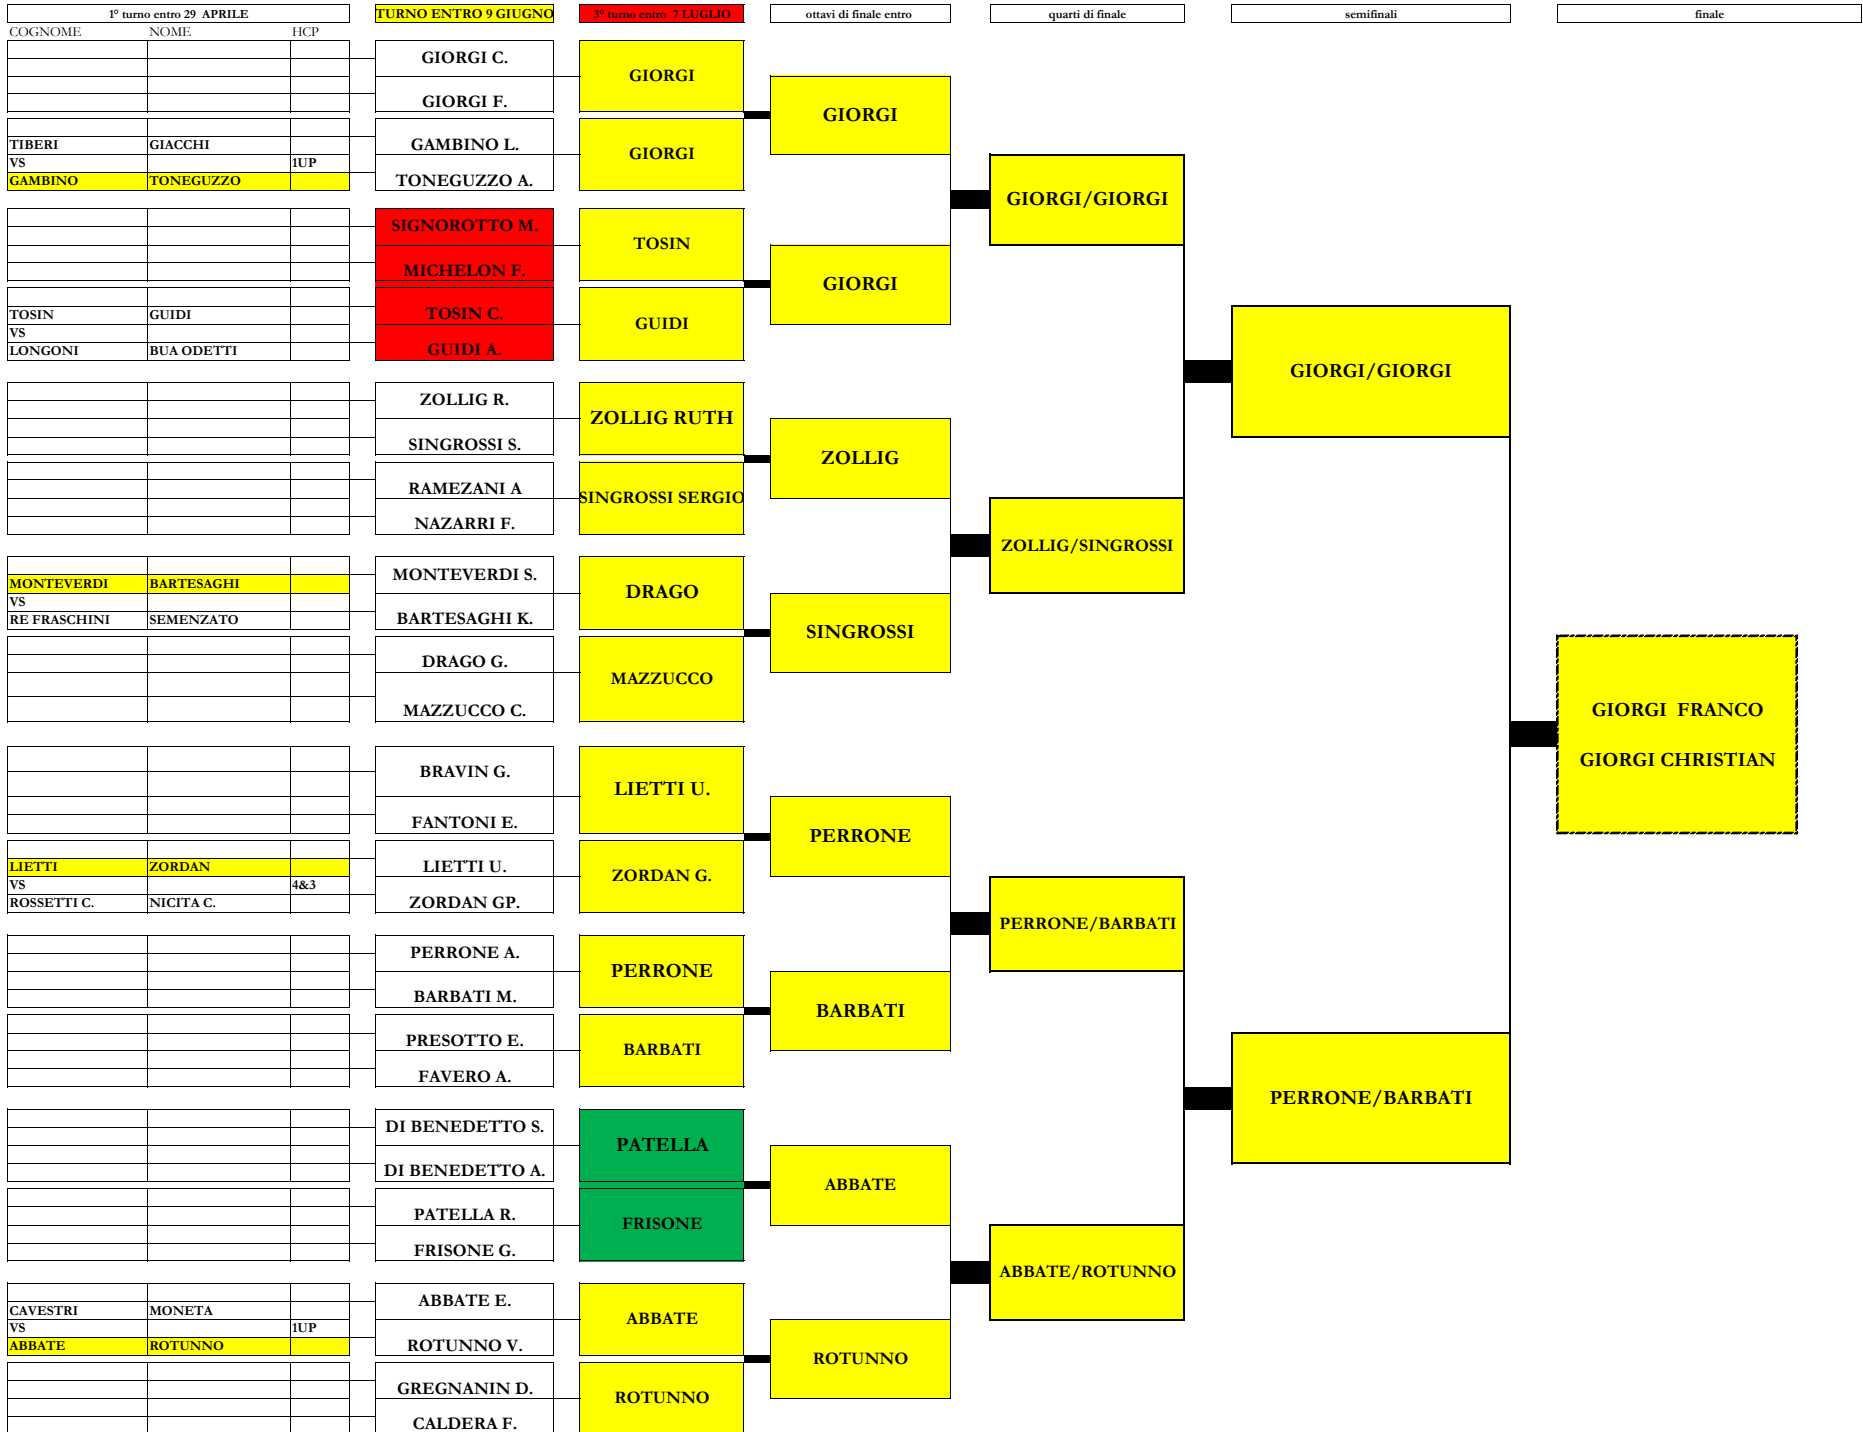 1° turno entro 29 APRILE
TURNO ENTRO 9 GIUGNO
3° turno entro 7 LUGLIO
ottavi di finale entro
quarti di finale
semifinali
finale
COGNOME NOME HCP
TIBERI GIACCHI
VS 1UP
GAMBINO TONEGUZZO
TOSIN GUIDI
VS
LONGONI BUA ODETTI
MONTEVERDI BARTESAGHI
VS
RE FRASCHINI SEMENZATO
LIETTI ZORDAN
VS 4&3
ROSSETTI C. NICITA C.
CAVESTRI MONETA
VS 1UP
ABBATE ROTUNNO
GIORGI C.
GIORGI F.
GAMBINO L.
TONEGUZZO A.
SIGNOROTTO M.
MICHELON F.
TOSIN C.
GUIDI A.
ZOLLIG R.
SINGROSSI S.
RAMEZANI A
NAZARRI F.
MONTEVERDI S.
BARTESAGHI K.
DRAGO G.
MAZZUCCO C.
BRAVIN G.
FANTONI E.
LIETTI U.
ZORDAN GP.
PERRONE A.
BARBATI M.
PRESOTTO E.
FAVERO A.
DI BENEDETTO S.
DI BENEDETTO A.
PATELLA R.
FRISONE G.
ABBATE E.
ROTUNNO V.
GREGNANIN D.
CALDERA F.
GIORGI
GIORGI
TOSIN
GUIDI
ZOLLIG RUTH
SINGROSSI SERGIO
DRAGO
MAZZUCCO
LIETTI U.
ZORDAN G.
PERRONE
BARBATI
PATELLA
FRISONE
ABBATE
ROTUNNO
GIORGI
GIORGI
ZOLLIG
SINGROSSI
PERRONE
BARBATI
ABBATE
ROTUNNO
GIORGI/GIORGI
ZOLLIG/SINGROSSI
PERRONE/BARBATI
ABBATE/ROTUNNO
GIORGI/GIORGI
PERRONE/BARBATI
GIORGI FRANCO
GIORGI CHRISTIAN